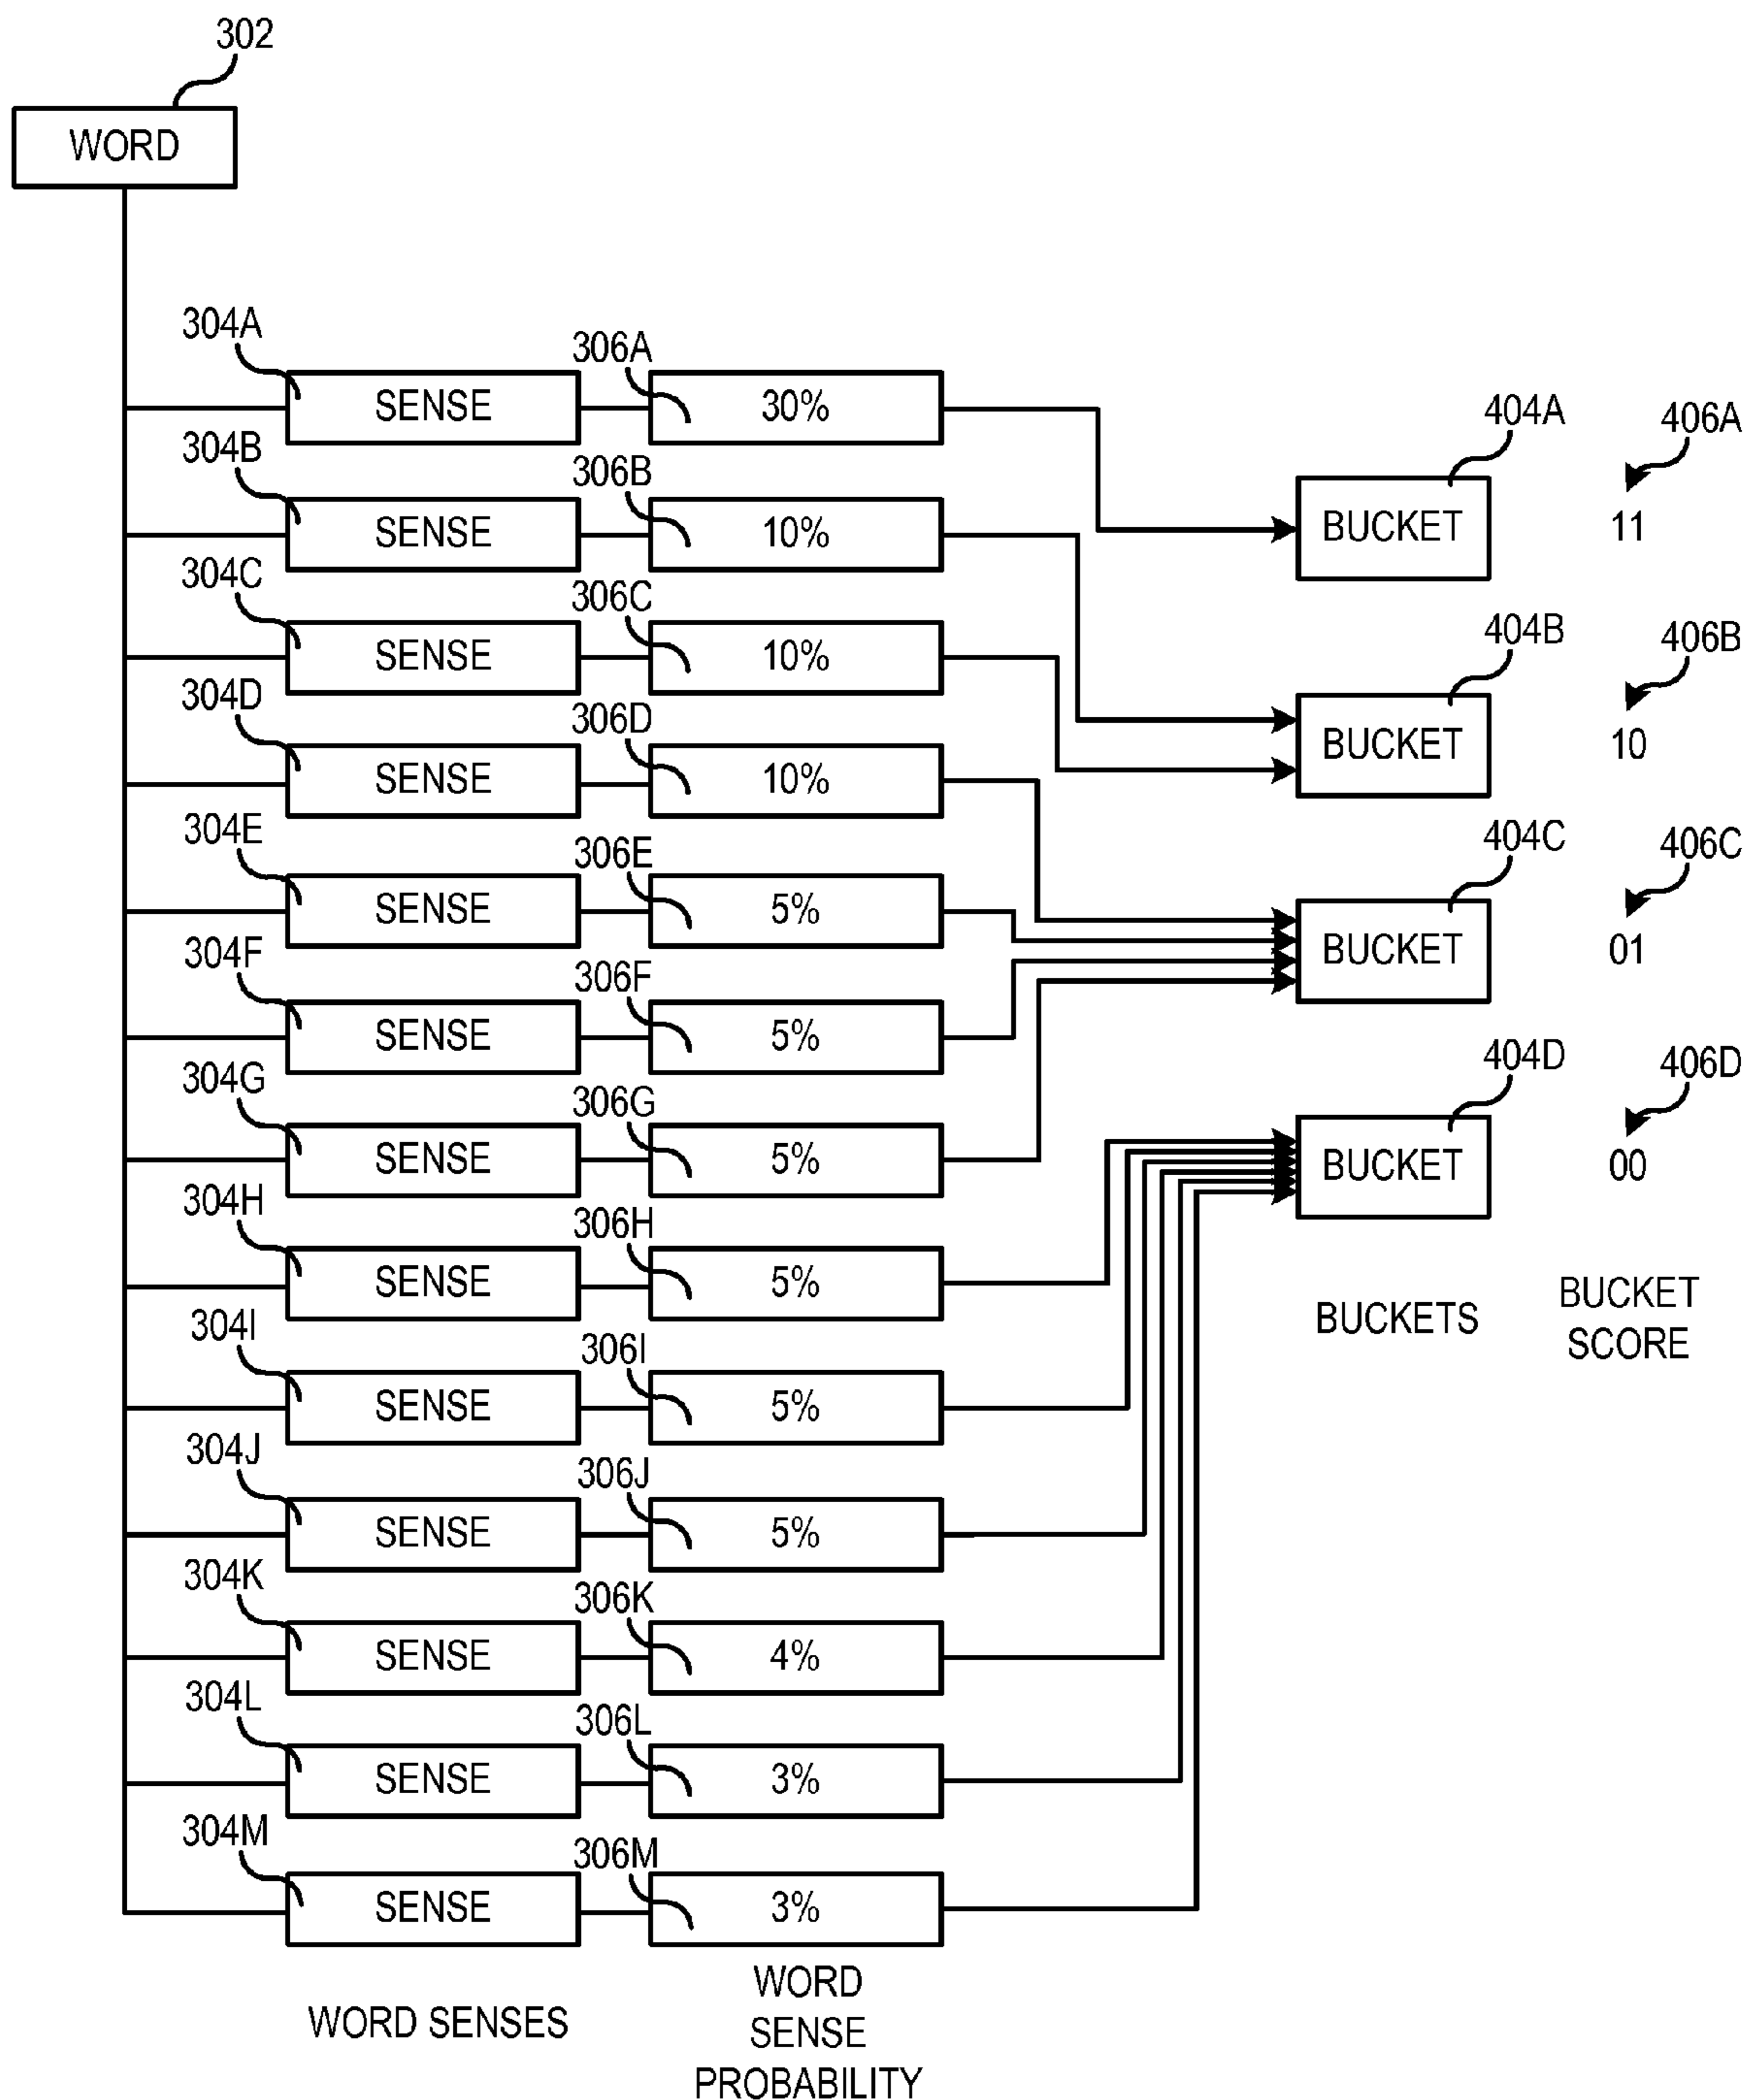 302
WORD
304A
306A
SENSE
30%
404A
406A
304B
306B
SENSE
10%
BUCKET
11
304C
306C
SENSE
10%
404B
406B
304D
306D
SENSE
10%
BUCKET
10
304E
306E
SENSE
5%
404C
406C
304F
306F
SENSE
5%
BUCKET
01
304G
306G
SENSE
5%
404D
406D
304H
306H
SENSE
5%
BUCKET
00
304I
306I
SENSE
5%
BUCKETS
BUCKET
SCORE
304J
306J
SENSE
5%
304K
306K
SENSE
4%
304L
306L
SENSE
3%
304M
306M
SENSE
3%
WORD SENSES
WORD
SENSE
PROBABILITY